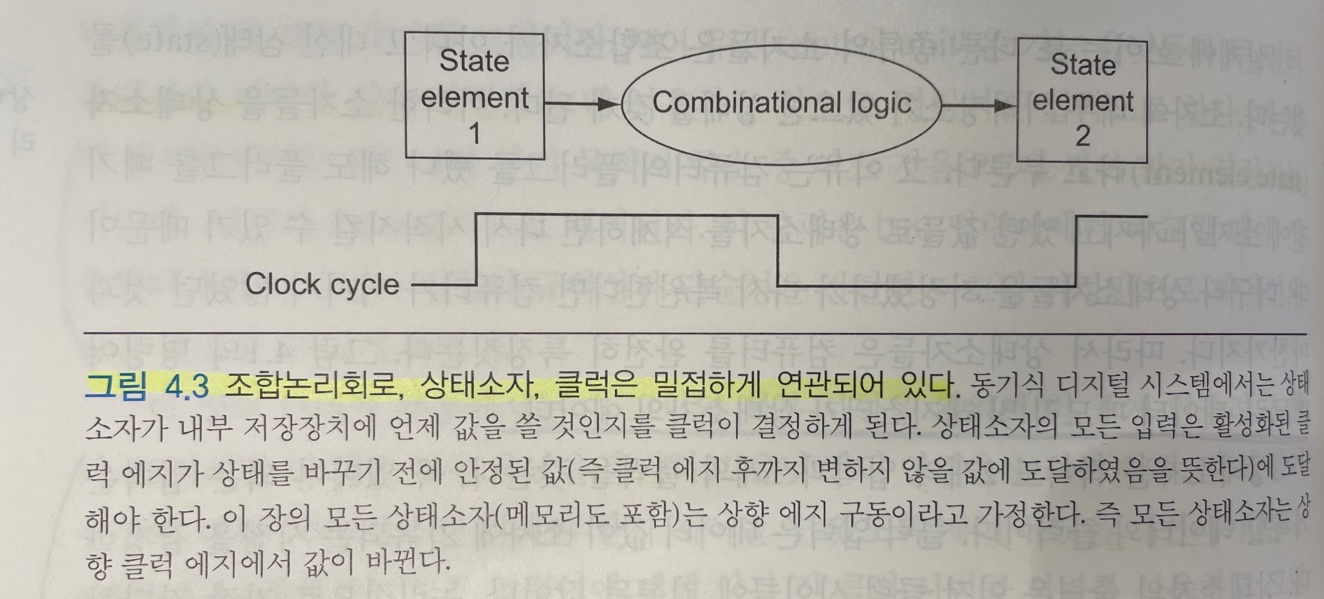 State
element
1
Combinational logic
State
element
2
Clock cycle
그림 4.3 조합논리회로, 상태소자, 클럭은 밀접하게 연관되어 있다. 동기식 디지털 시스템에서는 상태
소자가 내부 저장장치에 언제 값을 쓸 것인지를 클럭이 결정하게 된다. 상태소자의 모든 입력은 활성화된 클
럭 에지가 상태를 바꾸기 전에 안정된 값(즉 클럭 에지 후까지 변하지 않을 값에 도달하였음을 뜻한다)에 도달
해야 한다. 이 장의 모든 상태소자(메모리도 포함)는 상향 에지 구동이라고 가정한다. 즉 모든 상태소자는 상
향 클럭 에지에서 값이 바뀐다.